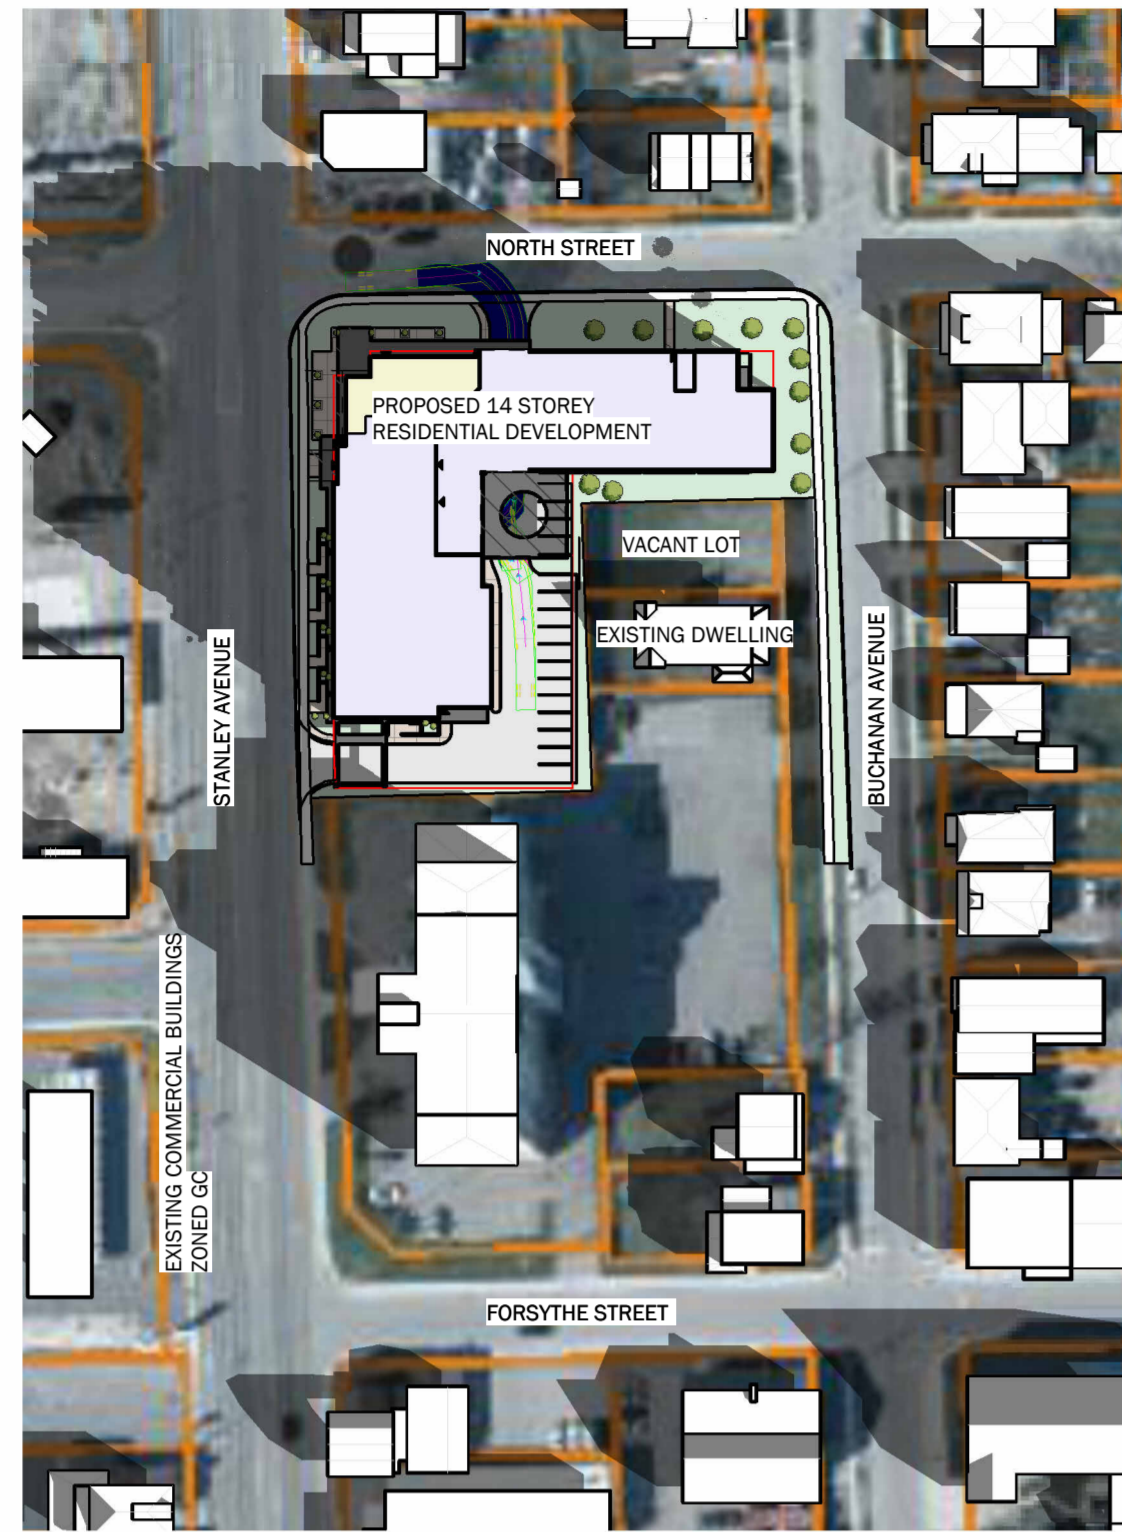 NORTH STREET
PROPOSED 14 STOREY
RESIDENTIAL DEVELOPMENT
VACANT LOT
EXISTING DWELLING
STANLEY AVENUE
BUCHANAN AVENUE
EXISTING COMMERCIAL BUILDINGS
ZONED GC
FORSYTHE STREET